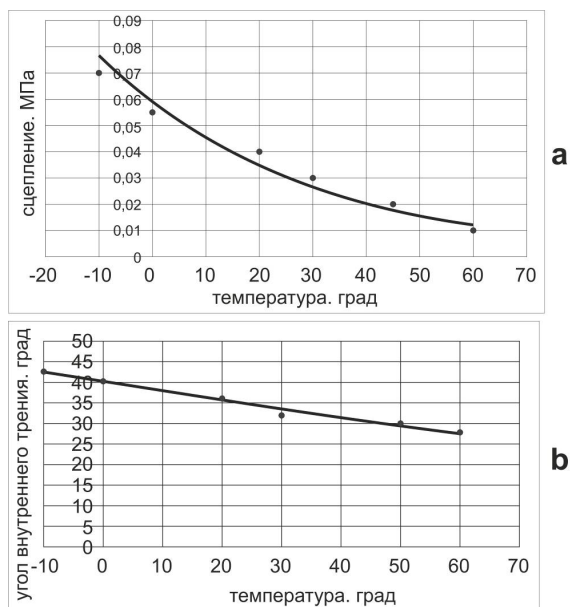 0,09
0,08
0,07
0,06
0,05
0,04
0,03
0,02
0,01
0
сцепление. МПа
-20 -10 0 10 20 30 40 50 60 70
температура. град
a
50
45
40
35
30
25
20
15
10
5
0
угол внутреннего трения. град
-10 0 10 20 30 40 50 60 70
температура. град
b